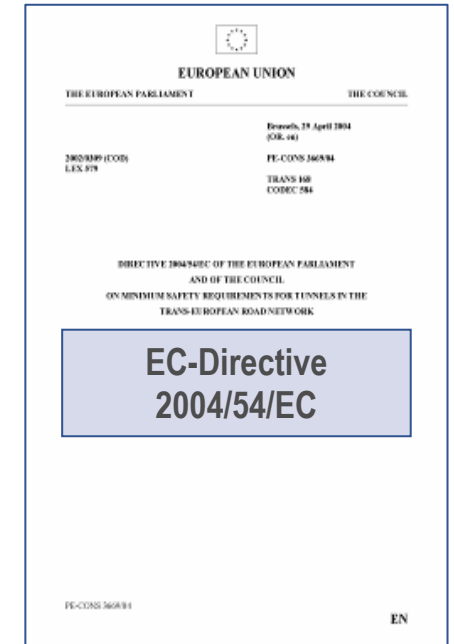 EUROPEAN UNION
THE EUROPEAN PARLIAMENT THE COUNCIL
Brussels, 29 April 2004
(OR. en)
2002/0309 (COD) PE-CONS 3669/04
LEX 579
TRANS 168
CODEC 584
DIRECTIVE 2004/54/EC OF THE EUROPEAN PARLIAMENT
AND OF THE COUNCIL
ON MINIMUM SAFETY REQUIREMENTS FOR TUNNELS IN THE
TRANS-EUROPEAN ROAD NETWORK
EC-Directive
2004/54/EC
PE-CONS 3669/04
EN